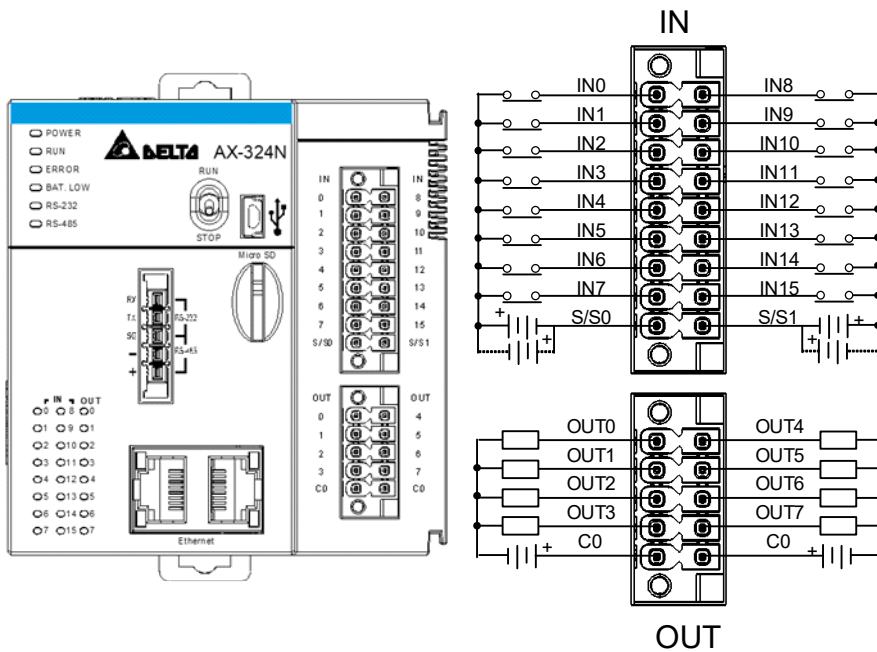 POWER
RUN
ERROR
BAT. LOW
RS-232
RS-485
DELTA AX-324N
RUN
STOP
Micro SD
RX
TX
SG
−
+
RS-232
RS-485
IN OUT
0 8 0
1 9 1
2 10 2
3 11 3
4 12 4
5 13 5
6 14 6
7 15 7
Ethernet
IN IN
0 8
1 9
2 10
3 11
4 12
5 13
6 14
7 15
S/S0 S/S1
OUT OUT
0 4
1 5
2 6
3 7
C0 C0
IN
IN0 IN8
IN1 IN9
IN2 IN10
IN3 IN11
IN4 IN12
IN5 IN13
IN6 IN14
IN7 IN15
+ S/S0 S/S1 +
+ +
OUT0 OUT4
OUT1 OUT5
OUT2 OUT6
OUT3 OUT7
+ C0 C0 +
OUT